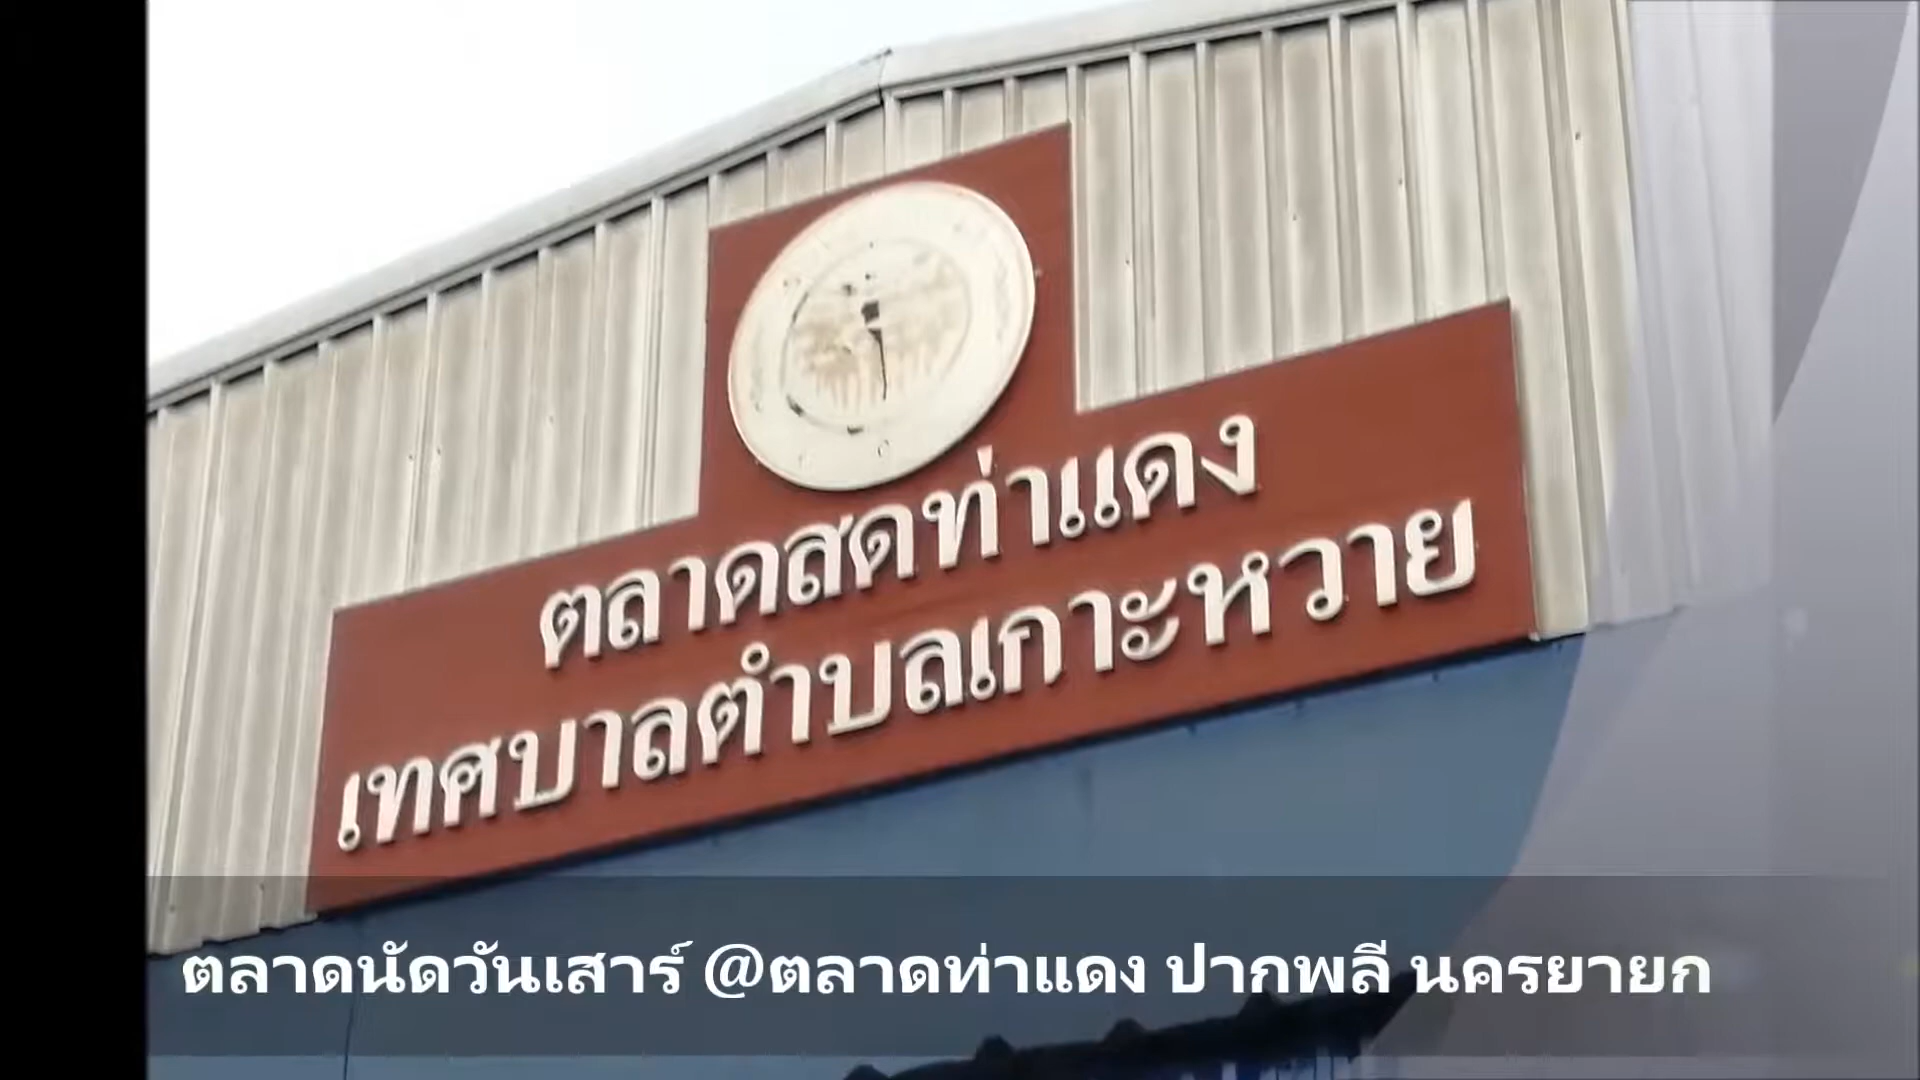 ตลาดสดท่าแดง
เทศบาลตำบลเกาะหวาย
ตลาดนัดวันเสาร์ @ตลาดท่าแดง ปากพลี นครยายก